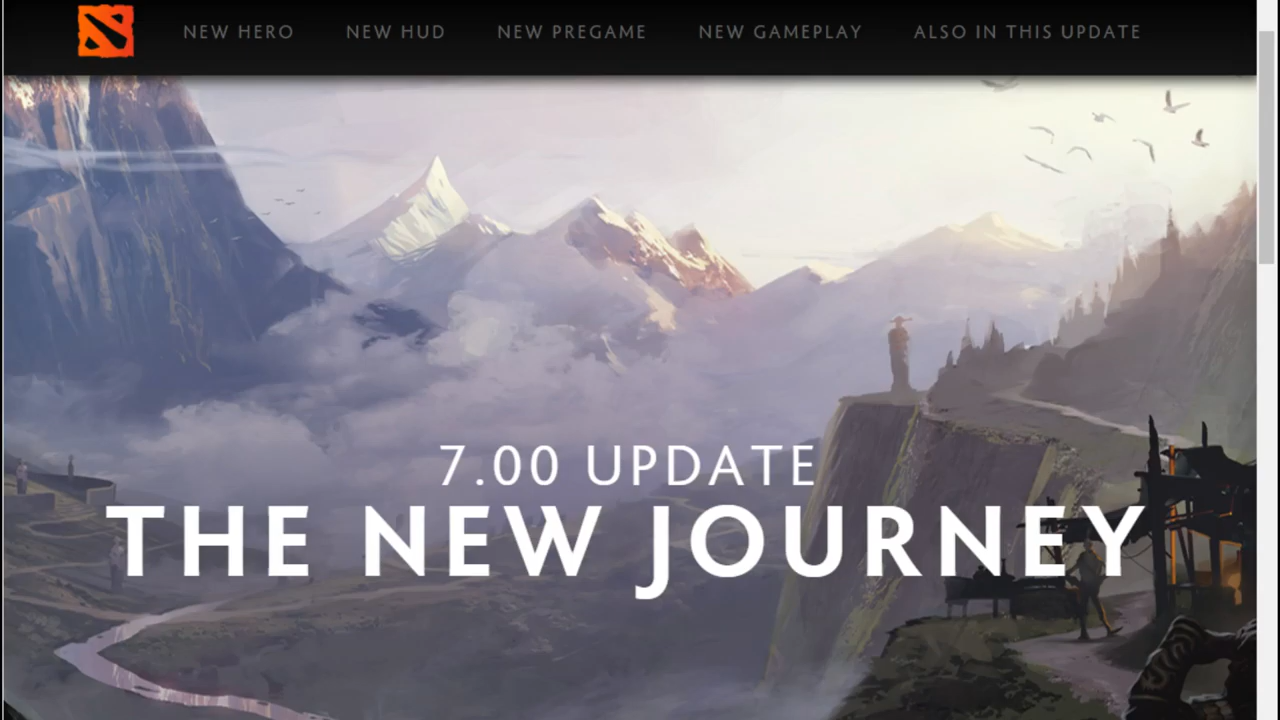 NEW HERO NEW HUD NEW PREGAME NEW GAMEPLAY ALSO IN THIS UPDATE
7.00 UPDATE
THE NEW JOURNEY